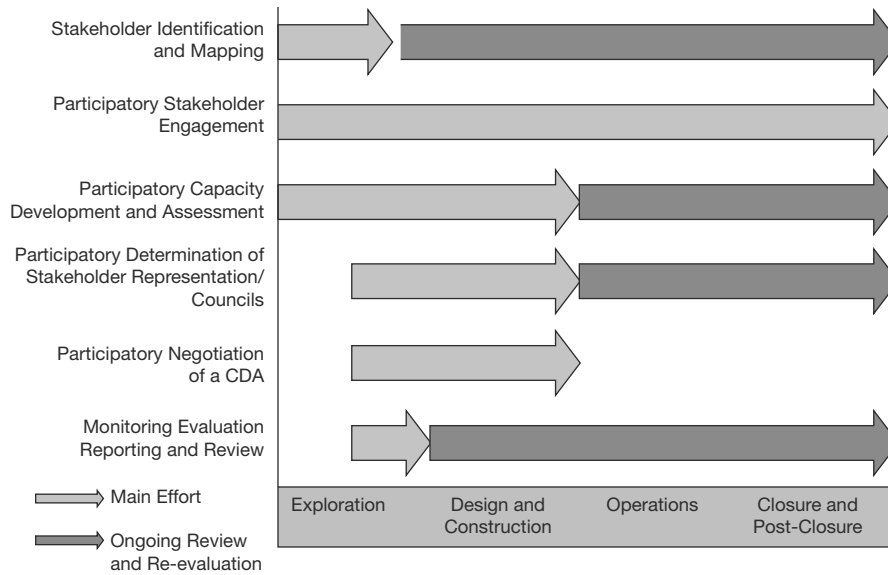 Stakeholder Identification
and Mapping
Participatory Stakeholder
Engagement
Participatory Capacity
Development and Assessment
Participatory Determination of
Stakeholder Representation/
Councils
Participatory Negotiation
of a CDA
Monitoring Evaluation
Reporting and Review
Main Effort
Ongoing Review
and Re-evaluation
Exploration
Design and
Construction
Operations
Closure and
Post-Closure